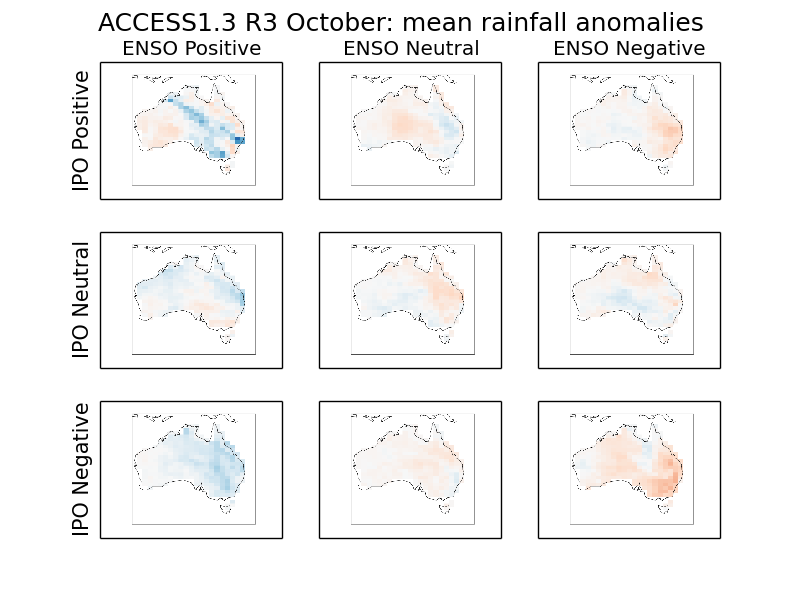 ACCESS1.3 R3 October: mean rainfall anomalies
ENSO Positive ENSO Neutral ENSO Negative
IPO Positive
IPO Neutral
IPO Negative